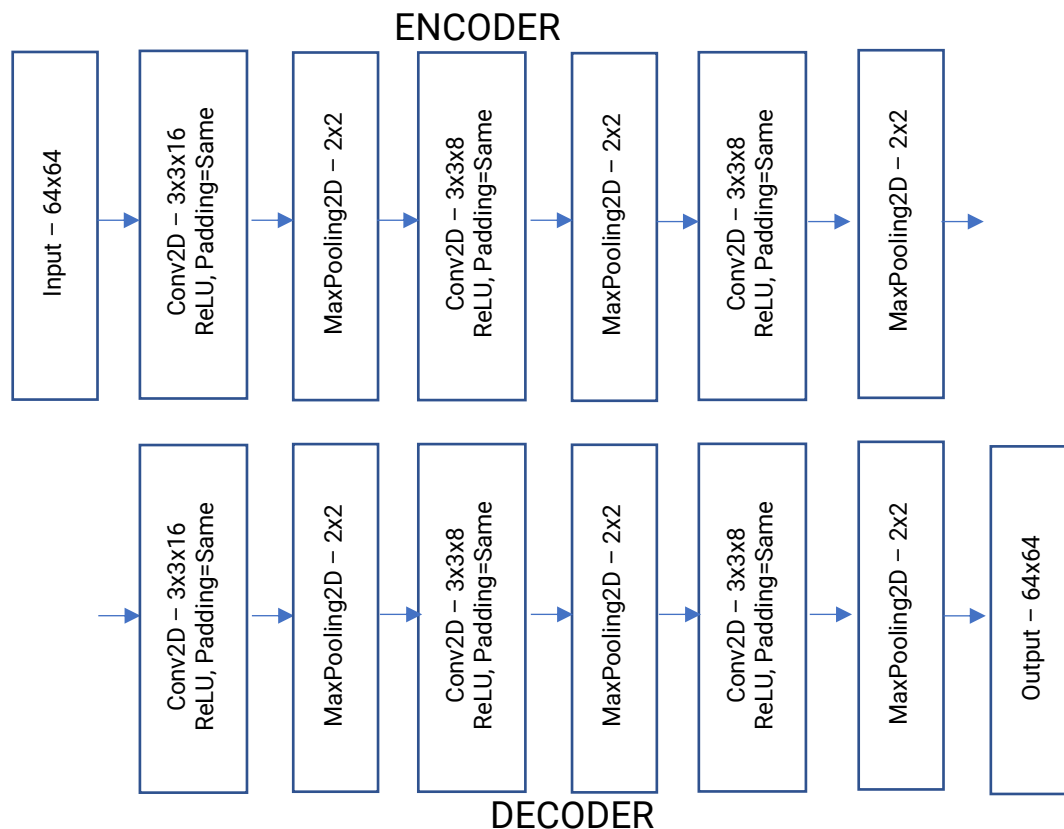 ENCODER
Input – 64x64
Conv2D – 3x3x16
ReLU, Padding=Same
MaxPooling2D – 2x2
Conv2D – 3x3x8
ReLU, Padding=Same
MaxPooling2D – 2x2
Conv2D – 3x3x8
ReLU, Padding=Same
MaxPooling2D – 2x2
Conv2D – 3x3x16
ReLU, Padding=Same
MaxPooling2D – 2x2
Conv2D – 3x3x8
ReLU, Padding=Same
MaxPooling2D – 2x2
Conv2D – 3x3x8
ReLU, Padding=Same
MaxPooling2D – 2x2
Output – 64x64
DECODER